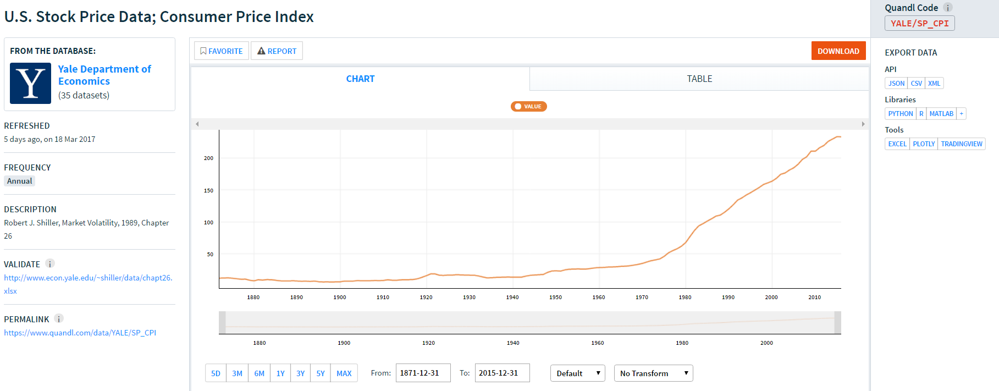 U.S. Stock Price Data; Consumer Price Index
Quandl Code i
YALE/SP_CPI
FROM THE DATABASE:
Y
Yale Department of
Economics
(35 datasets)
REFRESHED
5 days ago, on 18 Mar 2017
FREQUENCY
Annual
DESCRIPTION
Robert J. Shiller, Market Volatility, 1989, Chapter
26
VALIDATE i
http://www.econ.yale.edu/~shiller/data/chapt26.
xlsx
PERMALINK i
https://www.quandl.com/data/YALE/SP_CPI
FAVORITE REPORT
DOWNLOAD
CHART TABLE
VALUE
200
150
100
50
1880 1890 1900 1910 1920 1930 1940 1950 1960 1970 1980 1990 2000 2010
1880 1900 1920 1940 1960 1980 2000
5D 3M 6M 1Y 3Y 5Y MAX From: 1871-12-31 To: 2015-12-31 Default No Transform
EXPORT DATA
API
JSON CSV XML
Libraries
PYTHON R MATLAB +
Tools
EXCEL PLOTLY TRADINGVIEW